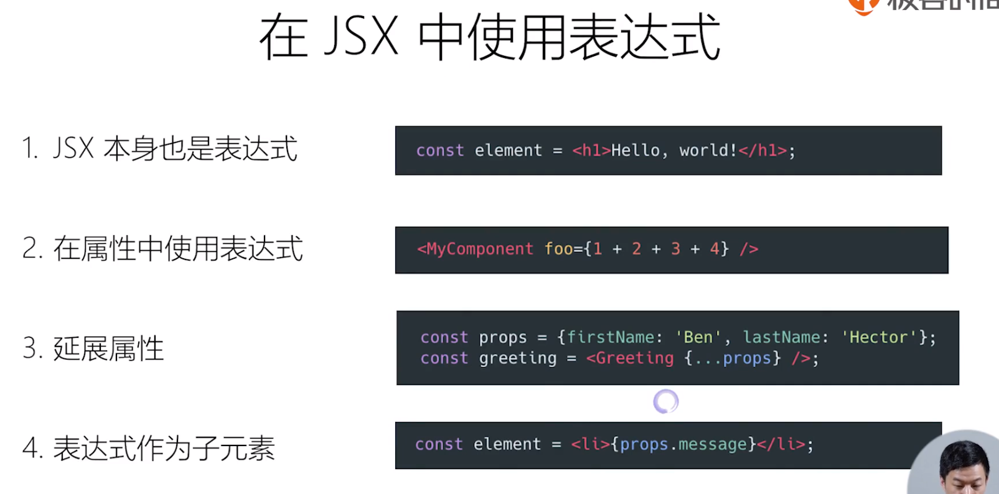 在 JSX 中使用表达式
1. JSX 本身也是表达式
const element = <h1>Hello, world!</h1>;
2. 在属性中使用表达式
<MyComponent foo={1 + 2 + 3 + 4} />
3. 延展属性
const props = {firstName: 'Ben', lastName: 'Hector'};
const greeting = <Greeting {...props} />;
4. 表达式作为子元素
const element = <li>{props.message}</li>;